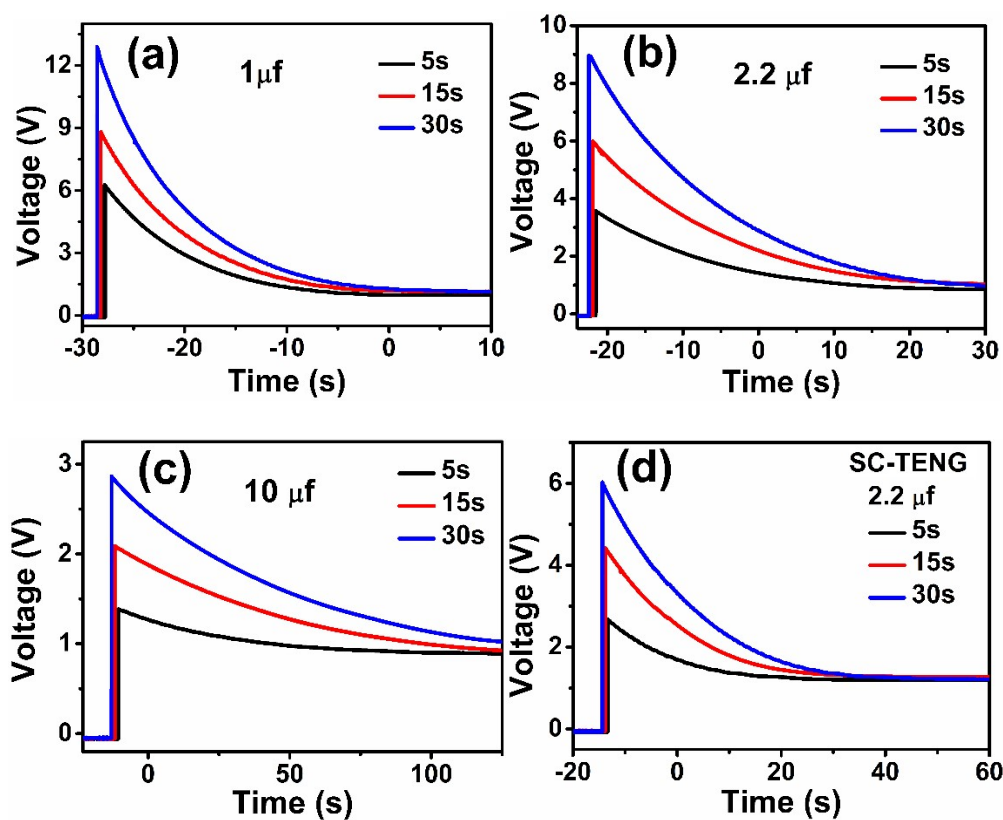 (a)
1μf
5s
15s
30s
12
9
6
3
0
Voltage (V)
-30 -20 -10 0 10
Time (s)
(b)
2.2 μf
5s
15s
30s
10
8
6
4
2
0
Voltage (V)
-20 -10 0 10 20 30
Time (s)
(c)
10 μf
5s
15s
30s
3
2
1
0
Voltage (V)
0 50 100
Time (s)
(d)
SC-TENG
2.2 μf
5s
15s
30s
6
4
2
0
Voltage (V)
-20 0 20 40 60
Time (s)